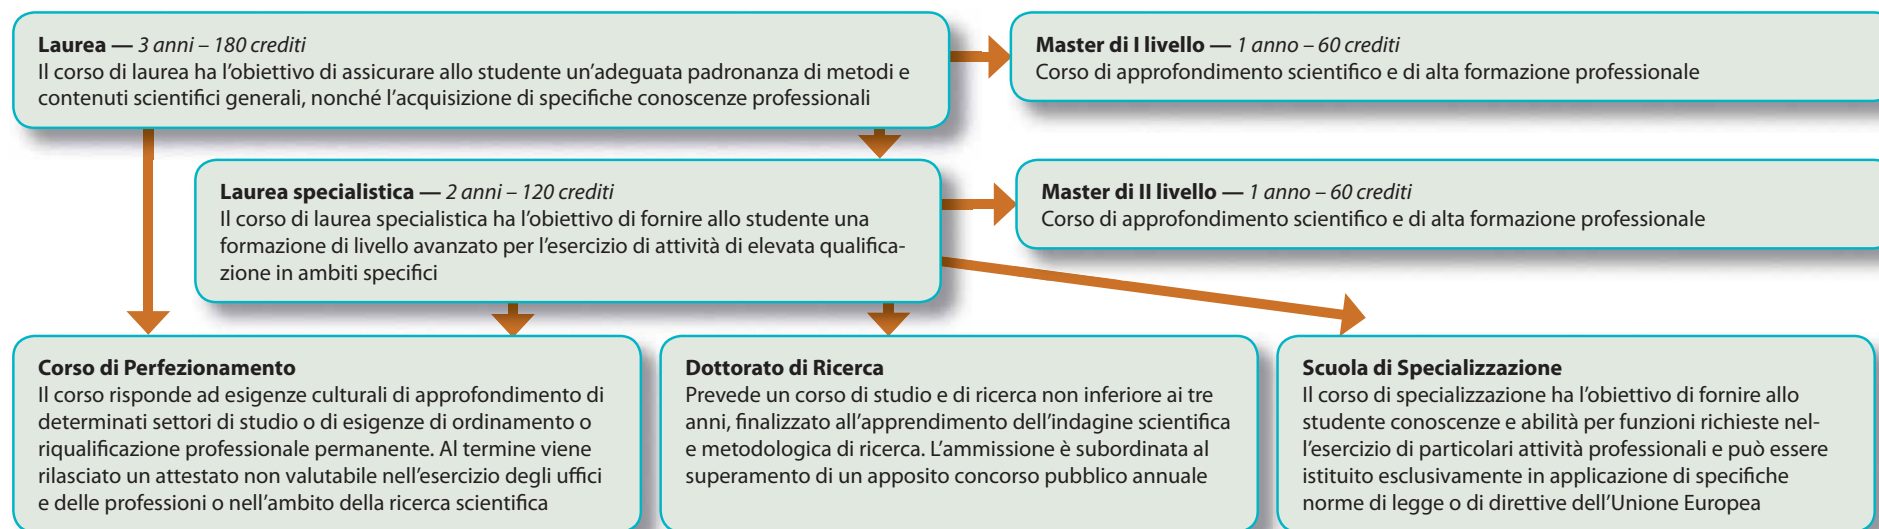 Laurea — 3 anni – 180 crediti
Il corso di laurea ha l'obiettivo di assicurare allo studente un'adeguata padronanza di metodi e
contenuti scientifici generali, nonché l'acquisizione di specifiche conoscenze professionali
Master di I livello — 1 anno – 60 crediti
Corso di approfondimento scientifico e di alta formazione professionale
Laurea specialistica — 2 anni – 120 crediti
Il corso di laurea specialistica ha l'obiettivo di fornire allo studente una
formazione di livello avanzato per l'esercizio di attività di elevata qualifica-
zione in ambiti specifici
Master di II livello — 1 anno – 60 crediti
Corso di approfondimento scientifico e di alta formazione professionale
Corso di Perfezionamento
Il corso risponde ad esigenze culturali di approfondimento di
determinati settori di studio o di esigenze di ordinamento o
riqualificazione professionale permanente. Al termine viene
rilasciato un attestato non valutabile nell'esercizio degli uffici
e delle professioni o nell'ambito della ricerca scientifica
Dottorato di Ricerca
Prevede un corso di studio e di ricerca non inferiore ai tre
anni, finalizzato all'apprendimento dell'indagine scientifica
e metodologica di ricerca. L'ammissione è subordinata al
superamento di un apposito concorso pubblico annuale
Scuola di Specializzazione
Il corso di specializzazione ha l'obiettivo di fornire allo
studente conoscenze e abilità per funzioni richieste nel-
l'esercizio di particolari attività professionali e può essere
istituito esclusivamente in applicazione di specifiche
norme di legge o di direttive dell'Unione Europea